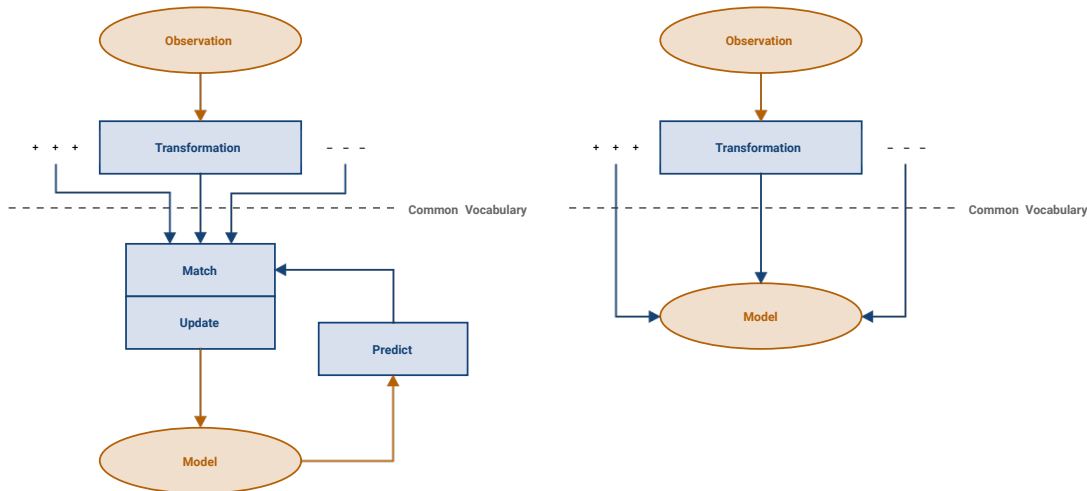 Observation
Observation
Transformation
Transformation
+ + +
– – –
+ + +
– – –
Common Vocabulary
Common Vocabulary
Match
Update
Predict
Model
Model